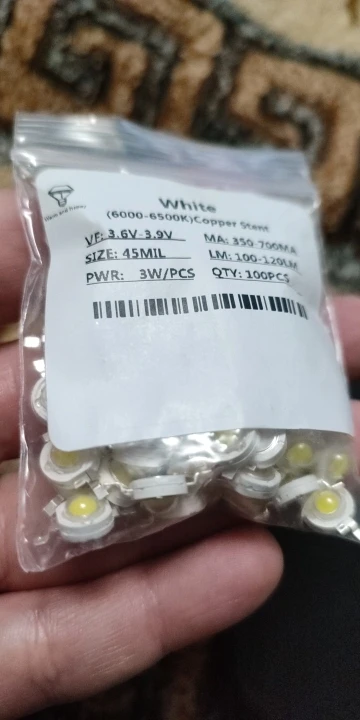 White
(6000-6500K)Copper Stent
VF: 3.6V-3.9V MA: 350-700MA
SIZE: 45MIL LM: 100-120LM
PWR: 3W/PCS QTY: 100PCS